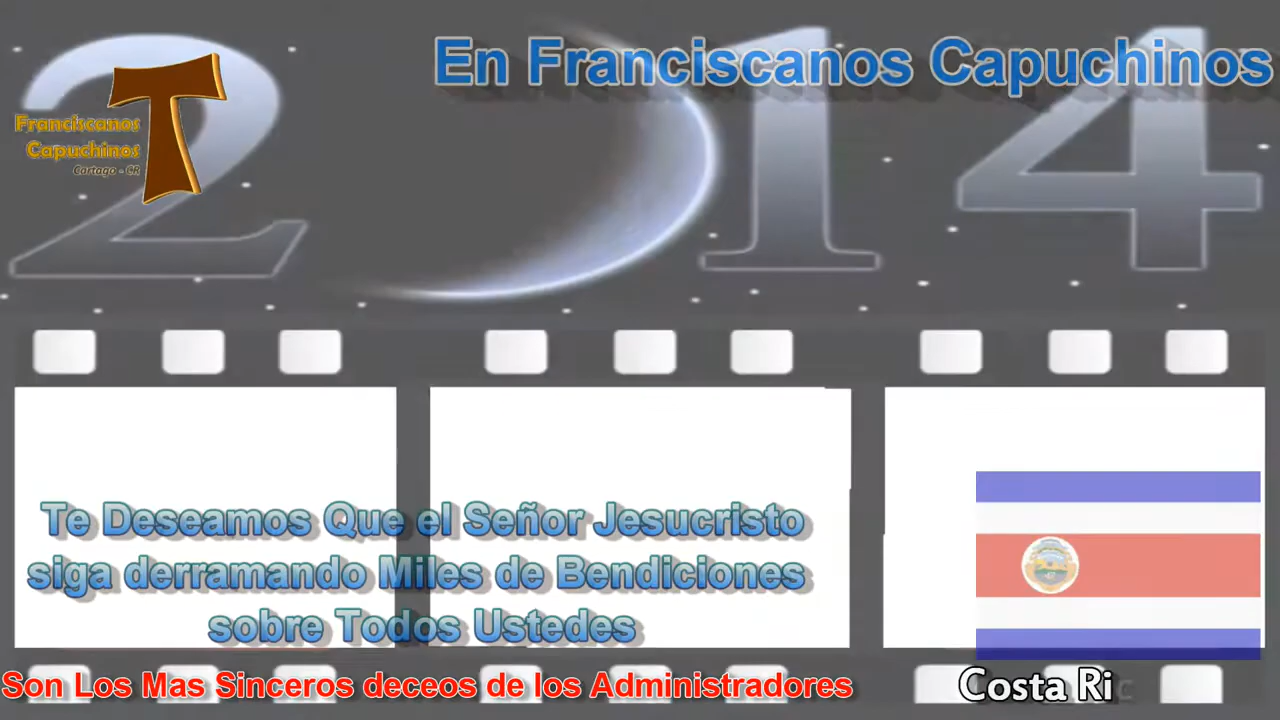 2014
En Franciscanos Capuchinos
Franciscanos
Capuchinos
Cartago - CR
Te Deseamos Que el Señor Jesucristo
siga derramando Miles de Bendiciones
sobre Todos Ustedes
Son Los Mas Sinceros deceos de los Administradores
Costa Ric